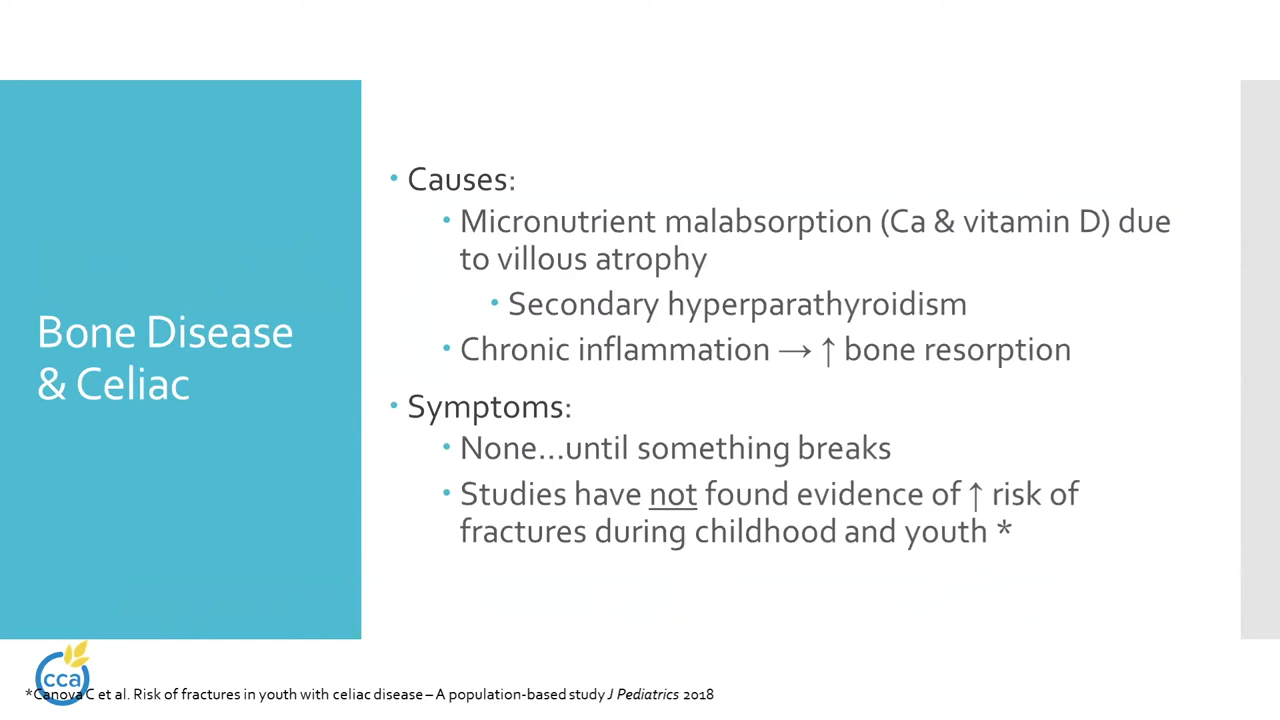 Bone Disease
& Celiac
• Causes:
• Micronutrient malabsorption (Ca & vitamin D) due
to villous atrophy
• Secondary hyperparathyroidism
• Chronic inflammation → ↑ bone resorption
• Symptoms:
• None...until something breaks
• Studies have not found evidence of ↑ risk of
fractures during childhood and youth *
cca
*Canova C et al. Risk of fractures in youth with celiac disease – A population-based study J Pediatrics 2018